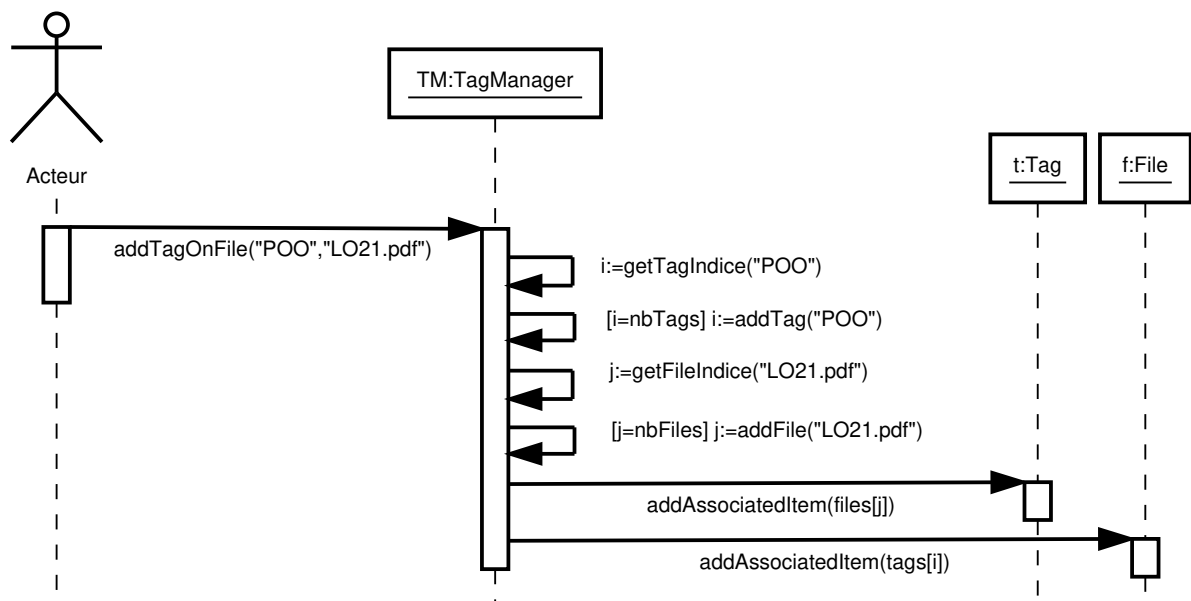 TM:TagManager
t:Tag
f:File
Acteur
addTagOnFile("POO","LO21.pdf")
i:=getTagIndice("POO")
[i=nbTags] i:=addTag("POO")
j:=getFileIndice("LO21.pdf")
[j=nbFiles] j:=addFile("LO21.pdf")
addAssociatedItem(files[j])
addAssociatedItem(tags[i])